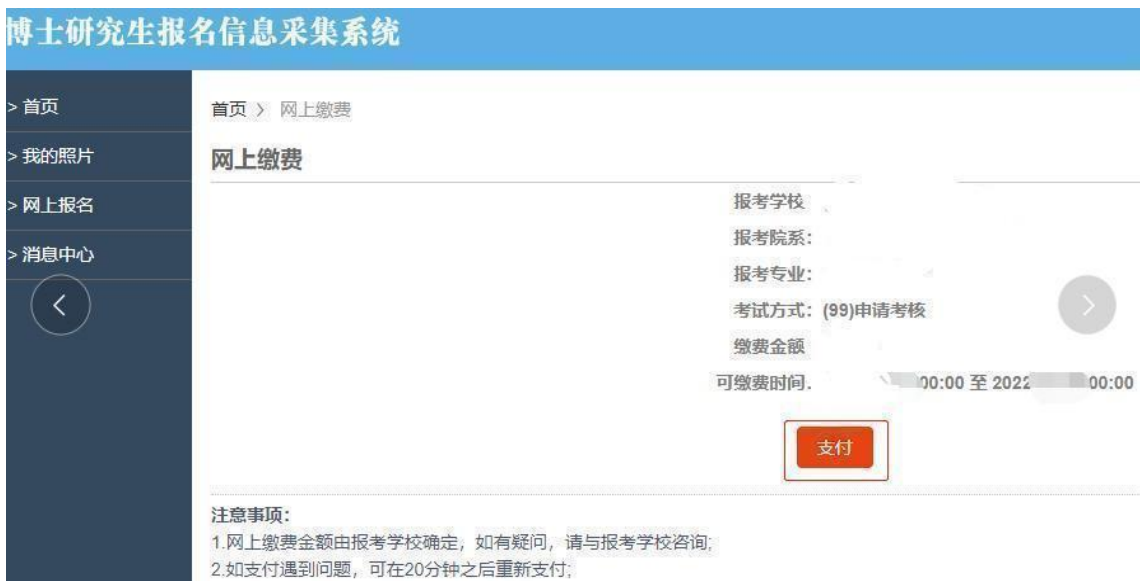 博士研究生报名信息采集系统
> 首页
> 我的照片
> 网上报名
> 消息中心
首页 > 网上缴费
网上缴费
报考学校
报考院系:
报考专业:
考试方式: (99)申请考核
缴费金额
可缴费时间. 00:00 至 2022 00:00
支付
注意事项:
1.网上缴费金额由报考学校确定，如有疑问，请与报考学校咨询;
2.如支付遇到问题，可在20分钟之后重新支付;